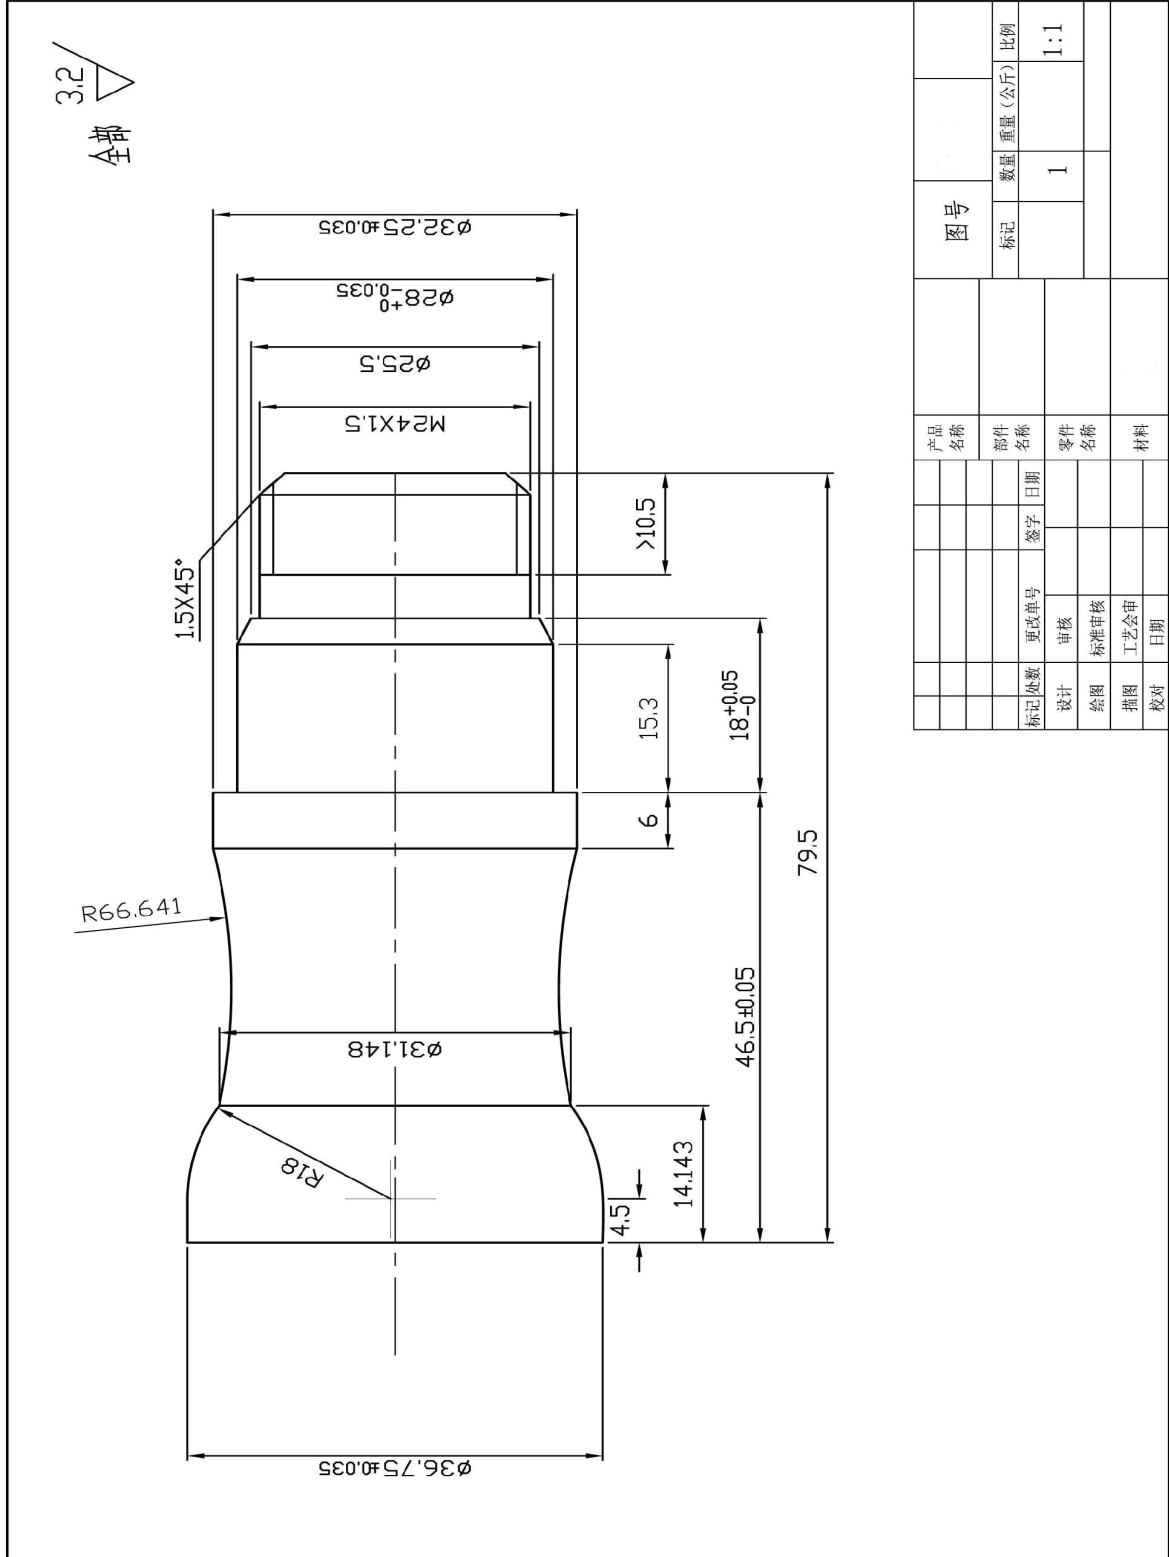 全部 3.2
⌀32.25±0.035
⌀28+0-0.035
⌀25.5
M24X1.5
1.5X45°
>10.5
15.3
18+0.05-0
6
79.5
R66.641
46.5±0.05
⌀31.148
R18
14.143
4.5
⌀36.75±0.035
图号
标记 数量 重量(公斤) 比例
1 1:1
产品名称
部件名称
零件名称
材料
标记 处数 更改单号 签字 日期
设计 审核
绘图 标准审核
描图 工艺会审
校对 日期